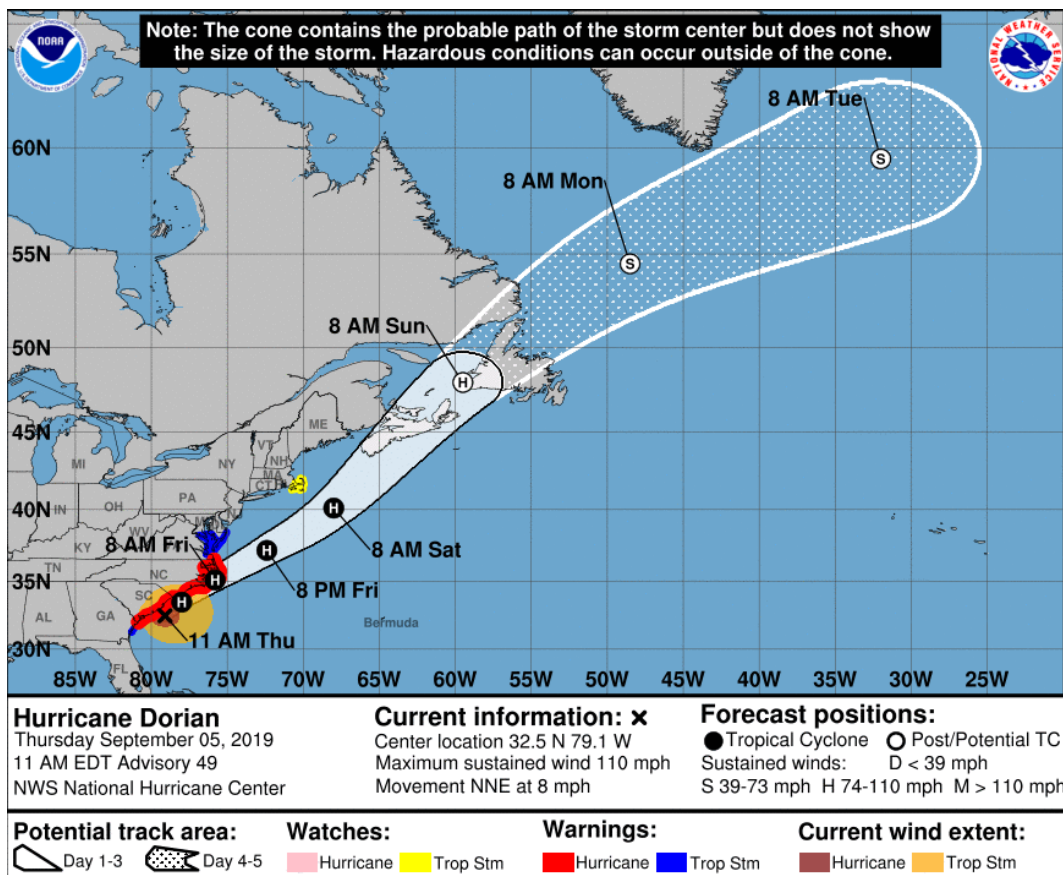 Note: The cone contains the probable path of the storm center but does not show
the size of the storm. Hazardous conditions can occur outside of the cone.
NOAA
NATIONAL WEATHER SERVICE
8 AM Tue
60N
S
8 AM Mon
55N
S
8 AM Sun
50N
H
ME
45N
VT
NH
MI
NY
MA
CT
PA
40N
IN
OH
H
WV
8 AM Fri
8 AM Sat
KY
H
TN
8 PM Fri
35N
NC
H
SC
H
AL
GA
11 AM Thu
Bermuda
30N
FL
85W 80W 75W 70W 65W 60W 55W 50W 45W 40W 35W 30W 25W
Hurricane Dorian
Thursday September 05, 2019
11 AM EDT Advisory 49
NWS National Hurricane Center
Current information: x
Center location 32.5 N 79.1 W
Maximum sustained wind 110 mph
Movement NNE at 8 mph
Forecast positions:
Tropical Cyclone Post/Potential TC
Sustained winds: D < 39 mph
S 39-73 mph H 74-110 mph M > 110 mph
Potential track area:
Day 1-3 Day 4-5
Watches:
Hurricane Trop Stm
Warnings:
Hurricane Trop Stm
Current wind extent:
Hurricane Trop Stm